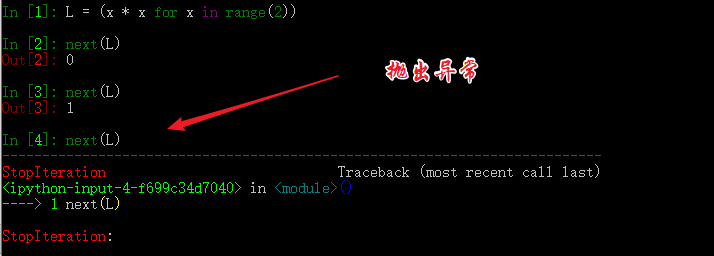 In [1]: L = (x * x for x in range(2))
In [2]: next(L)
Out[2]: 0
In [3]: next(L)
Out[3]: 1
抛出异常
In [4]: next(L)
---------------------------------------------------------------------------
StopIteration                             Traceback (most recent call last)
<ipython-input-4-f699c34d7040> in <module>()
----> 1 next(L)
StopIteration: